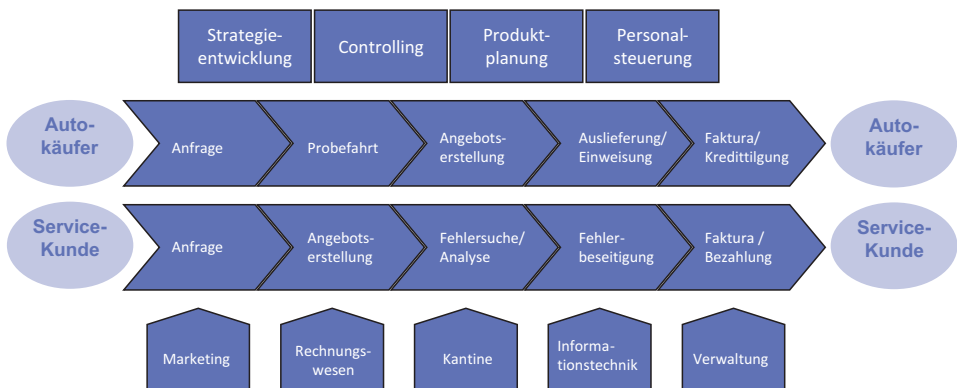 Strategie-
entwicklung
Controlling
Produkt-
planung
Personal-
steuerung
Auto-
käufer
Anfrage
Probefahrt
Angebots-
erstellung
Auslieferung/
Einweisung
Faktura/
Kredittilgung
Auto-
käufer
Service-
Kunde
Anfrage
Angebots-
erstellung
Fehlersuche/
Analyse
Fehler-
beseitigung
Faktura /
Bezahlung
Service-
Kunde
Marketing
Rechnungs-
wesen
Kantine
Informa-
tionstechnik
Verwaltung